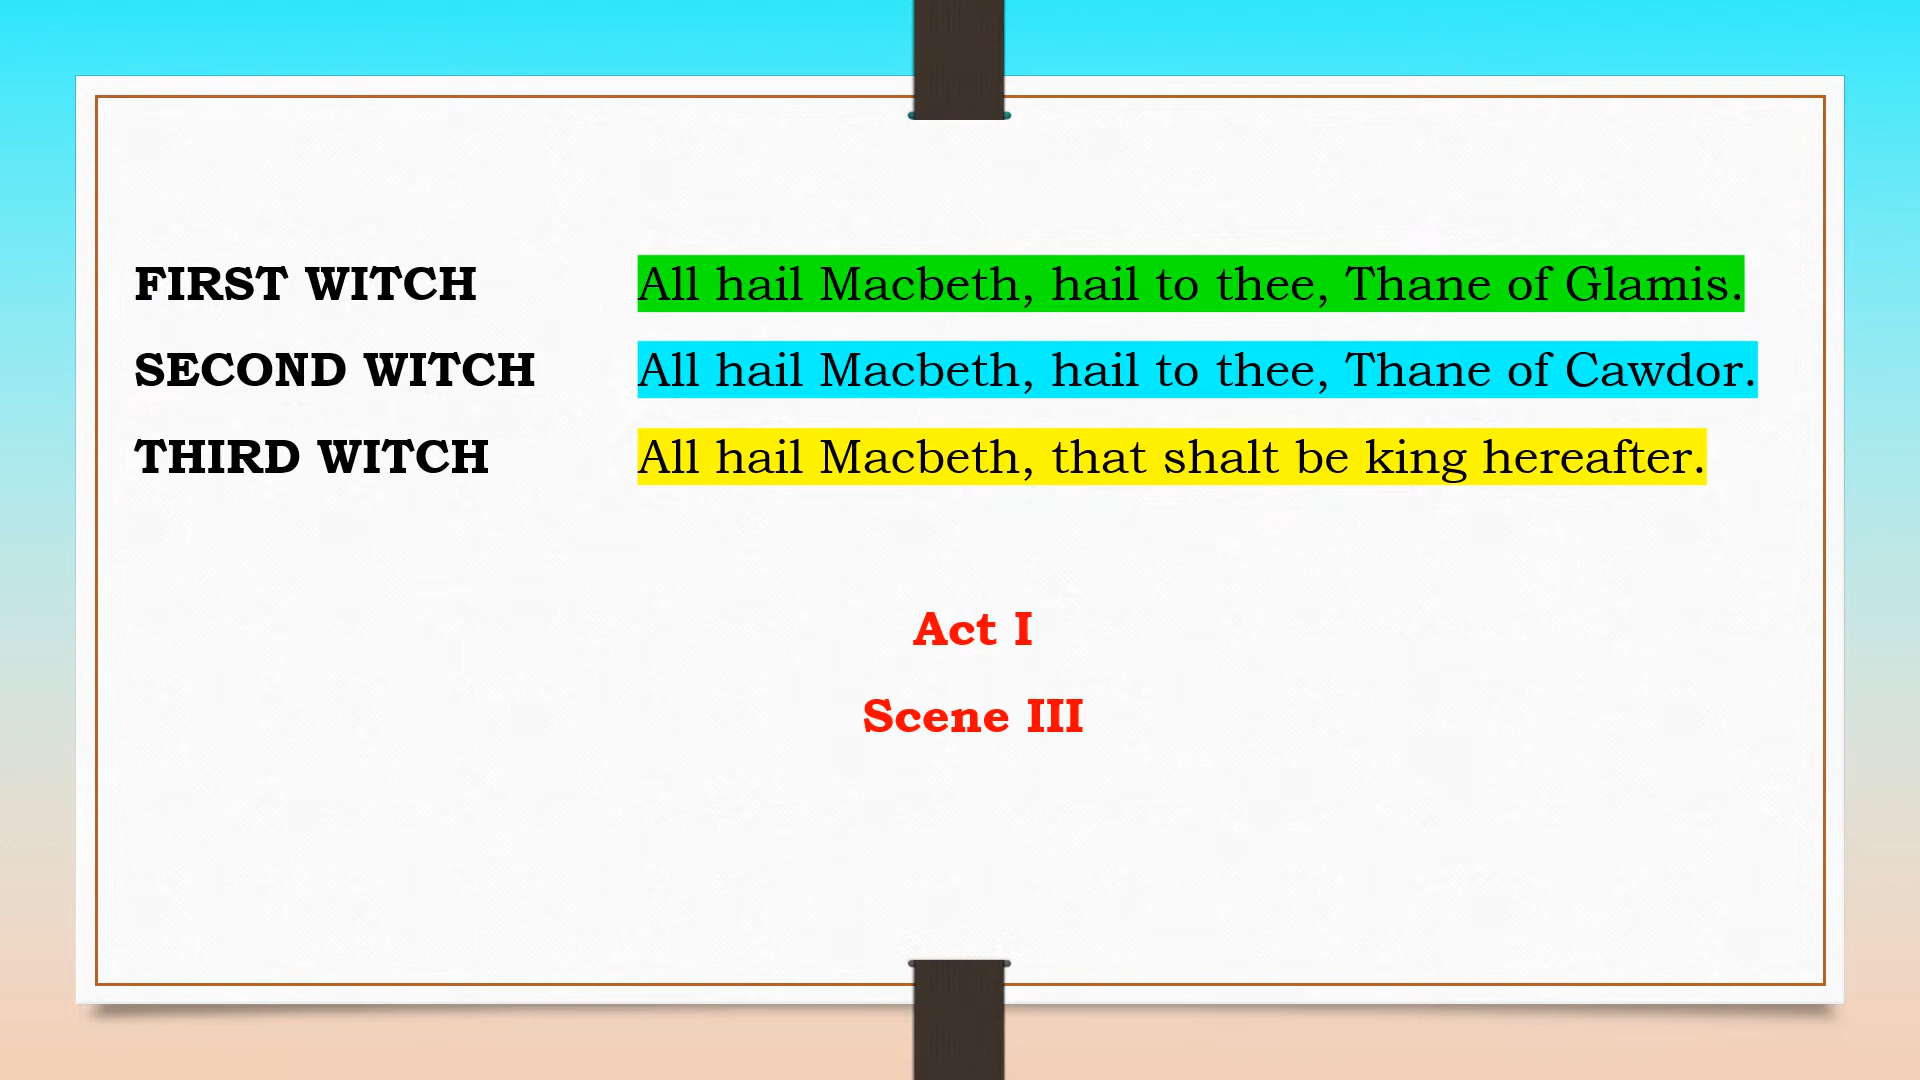 FIRST WITCH All hail Macbeth, hail to thee, Thane of Glamis.
SECOND WITCH All hail Macbeth, hail to thee, Thane of Cawdor.
THIRD WITCH All hail Macbeth, that shalt be king hereafter.
Act I
Scene III